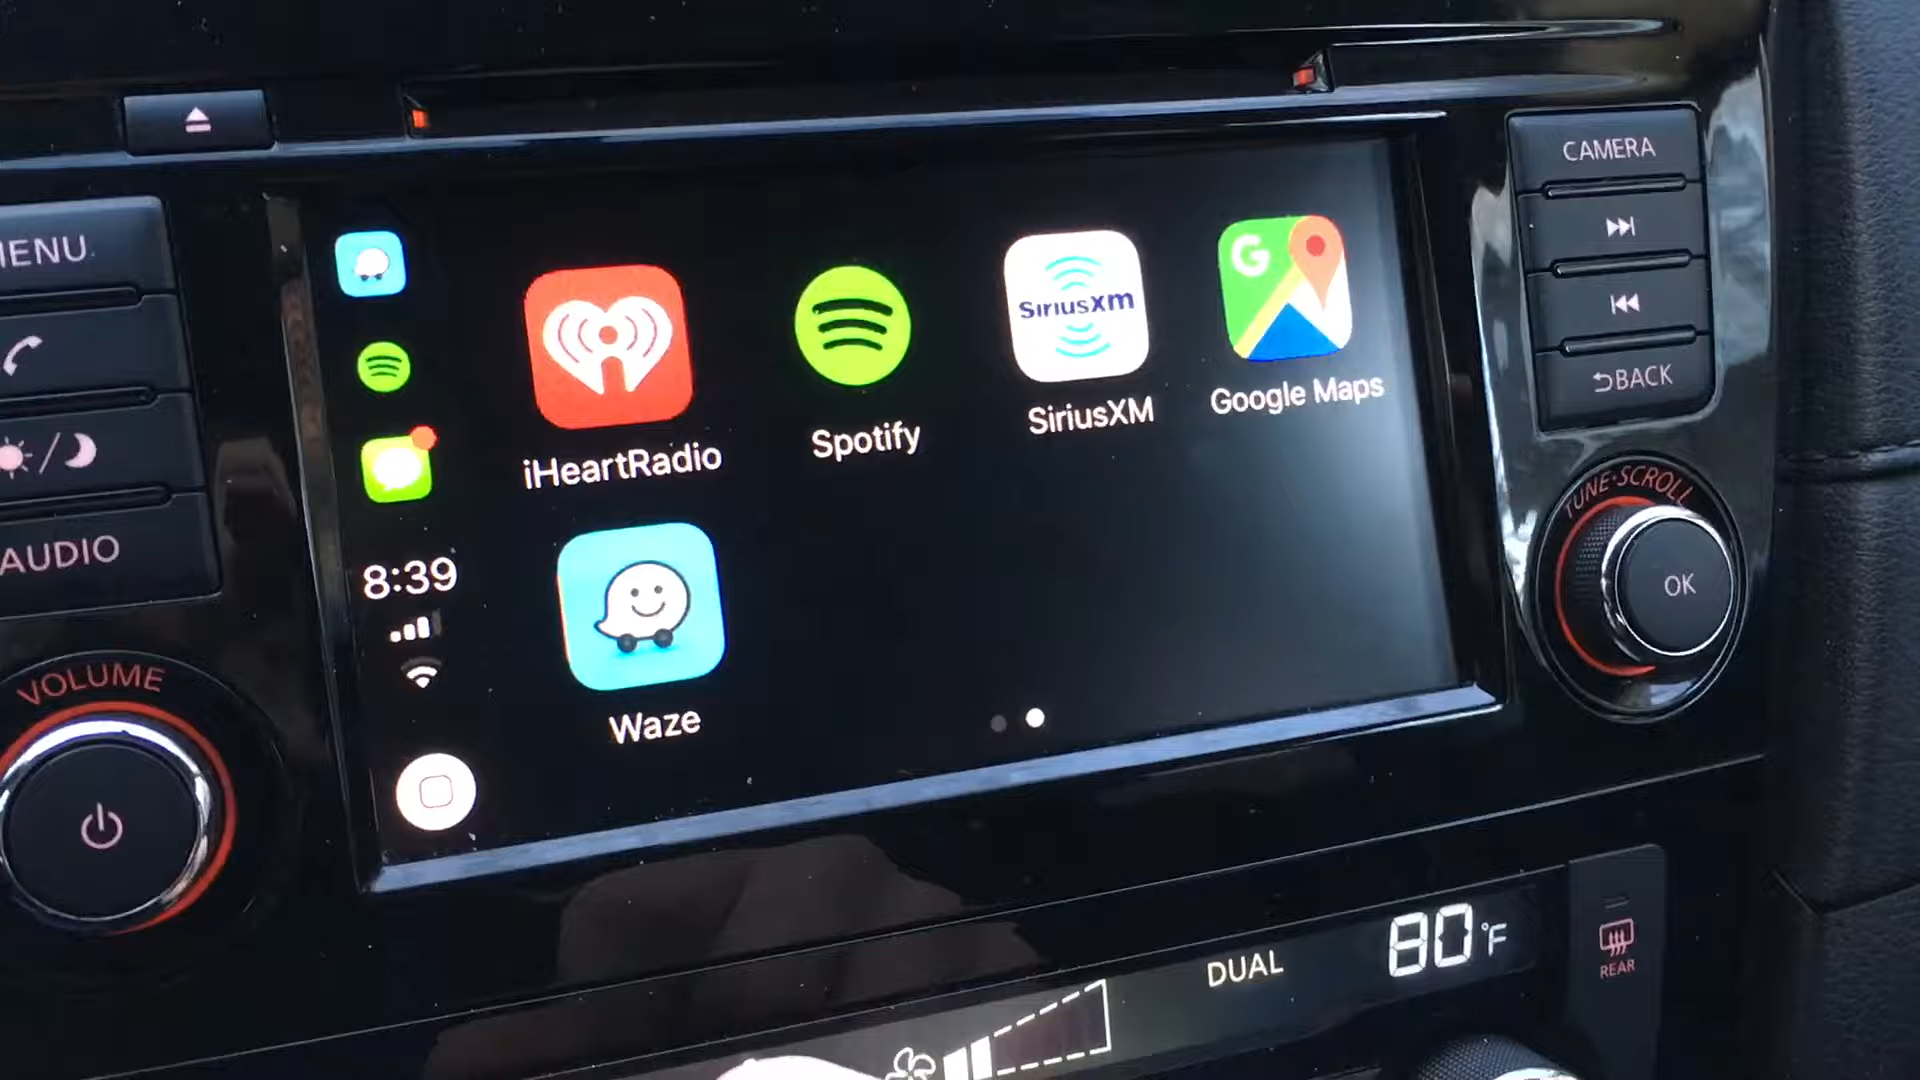 MENU
AUDIO
VOLUME
8:39
iHeartRadio
Spotify
SiriusXM
SiriusXM
G
Google Maps
Waze
CAMERA
BACK
TUNE·SCROLL
OK
DUAL
80°F
REAR